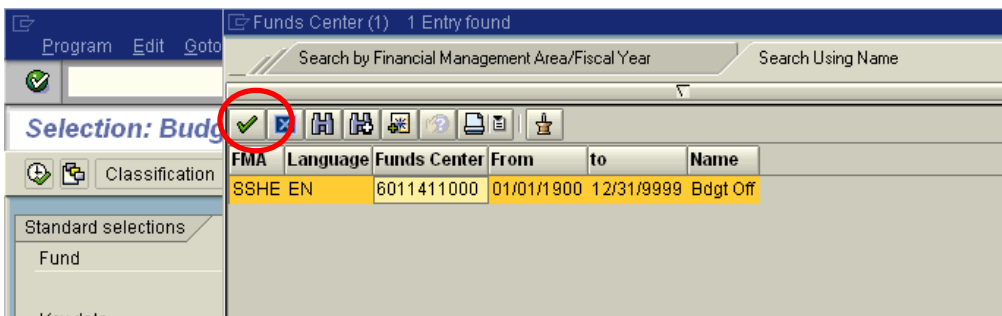 Funds Center (1) 1 Entry found
Program Edit Goto
Search by Financial Management Area/Fiscal Year Search Using Name
Selection: Budg
FMA Language Funds Center From to Name
Classification
SSHE EN 6011411000 01/01/1900 12/31/9999 Bdgt Off
Standard selections
Fund